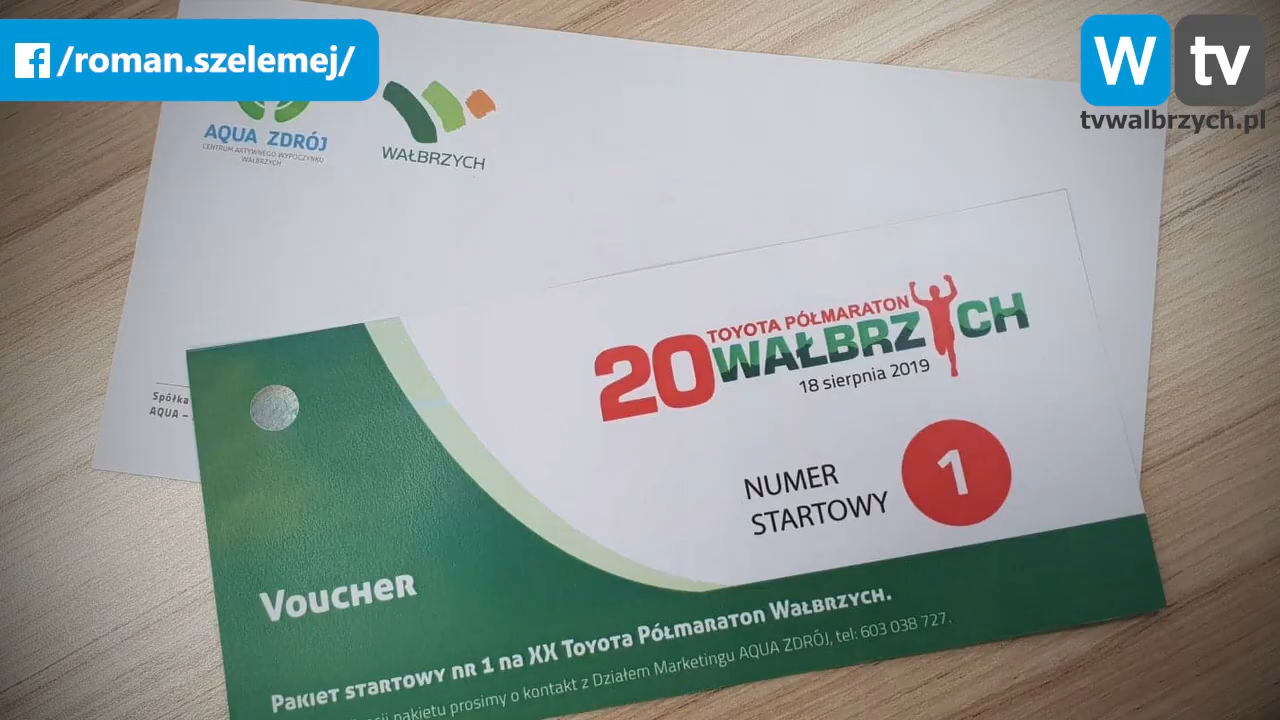 /roman.szelemej/
W tv
tvwalbrzych.pl
AQUA ZDRÓJ
CENTRUM AKTYWNEGO WYPOCZYNKU
WAŁBRZYCH
WAŁBRZYCH
Spółka
AQUA –
20 TOYOTA PÓŁMARATON
WAŁBRZYCH
18 sierpnia 2019
NUMER
STARTOWY
1
Voucher
Pakiet startowy nr 1 na XX Toyota Półmaraton Wałbrzych.
pakietu prosimy o kontakt z Działem Marketingu AQUA ZDRÓJ, tel: 603 038 727.